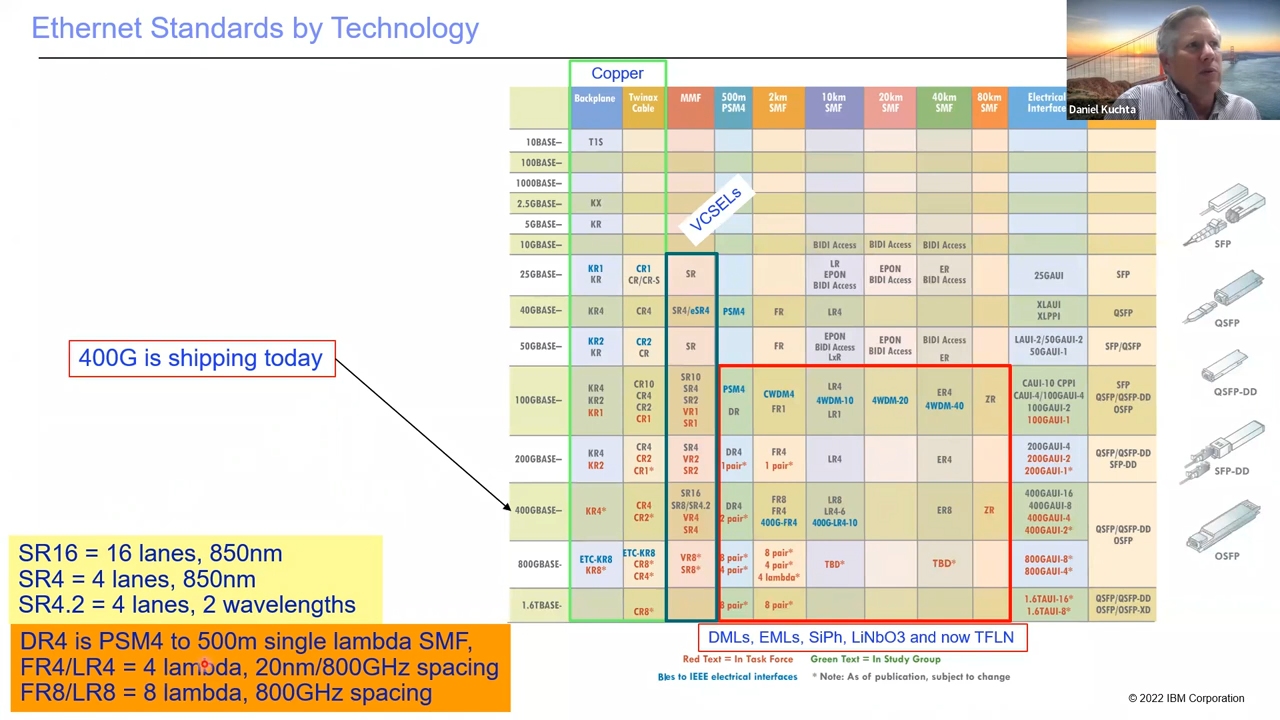 Ethernet Standards by Technology
Daniel Kuchta
Copper
Backplane
Twinax Cable
MMF
500m PSM4
2km SMF
10km SMF
20km SMF
40km SMF
80km SMF
Electrical
Interface
10BASE–
T1S
100BASE–
1000BASE–
2.5GBASE–
KX
5GBASE–
KR
VCSELs
10GBASE–
BIDI Access
BIDI Access
BIDI Access
25GBASE–
KR1
KR
CR1
CR/CR-S
SR
LR
EPON
BIDI Access
EPON
BIDI Access
ER
BIDI Access
25GAUI
SFP
40GBASE–
KR4
CR4
SR4/eSR4
PSM4
FR
LR4
XLAUI
XLPPI
QSFP
50GBASE–
KR2
KR
CR2
CR
SR
FR
EPON
BIDI Access
LxR
EPON
BIDI Access
BIDI Access
ER
LAUI-2/50GAUI-2
50GAUI-1
SFP/QSFP
100GBASE–
KR4
KR2
KR1
CR10
CR4
CR2
CR1
SR10
SR4
SR2
VR1
SR1
PSM4
DR
CWDM4
FR1
LR4
4WDM-10
LR1
4WDM-20
ER4
4WDM-40
ZR
CAUI-10 CPPI
CAUI-4/100GAUI-4
100GAUI-2
100GAUI-1
SFP
QSFP/QSFP-DD
OSFP
200GBASE–
KR4
KR2
CR4
CR2
CR1*
SR4
VR2
SR2
DR4
1pair*
FR4
1 pair*
LR4
ER4
200GAUI-4
200GAUI-2
200GAUI-1*
QSFP/QSFP-DD
SFP-DD
400GBASE–
KR4*
CR4
CR2*
SR16
SR8/SR4.2
VR4
SR4
DR4
2 pair*
FR8
FR4
400G-FR4
LR8
LR4-6
400G-LR4-10
ER8
ZR
400GAUI-16
400GAUI-8
400GAUI-4
400GAUI-2*
QSFP/QSFP-DD
OSFP
800GBASE-
ETC-KR8
KR8*
ETC-KR8
CR8*
CR4*
VR8*
SR8*
8 pair*
4 pair*
8 pair*
4 pair*
4 lambda*
TBD*
TBD*
800GAUI-8*
800GAUI-4*
1.6TBASE-
CR8*
8 pair*
8 pair*
1.6TAUI-16*
1.6TAUI-8*
QSFP/QSFP-DD
OSFP/OSFP-XD
SFP
QSFP
QSFP-DD
SFP-DD
OSFP
400G is shipping today
SR16 = 16 lanes, 850nm
SR4 = 4 lanes, 850nm
SR4.2 = 4 lanes, 2 wavelengths
DR4 is PSM4 to 500m single lambda SMF,
FR4/LR4 = 4 lambda, 20nm/800GHz spacing
FR8/LR8 = 8 lambda, 800GHz spacing
DMLs, EMLs, SiPh, LiNbO3 and now TFLN
Red Text = In Task Force Green Text = In Study Group
Bles to IEEE electrical interfaces * Note: As of publication, subject to change
© 2022 IBM Corporation